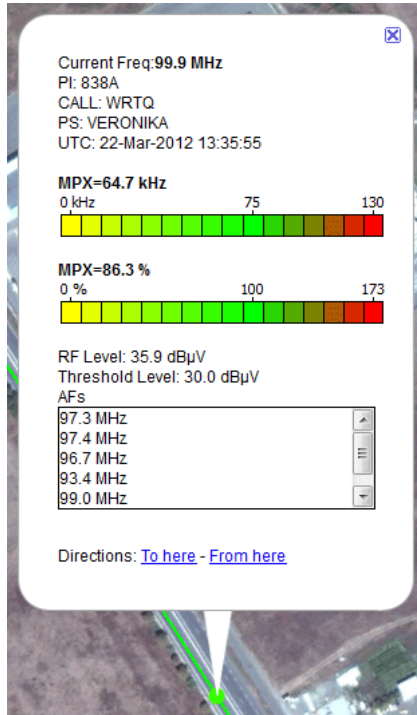 Current Freq:99.9 MHz
PI: 838A
CALL: WRTQ
PS: VERONIKA
UTC: 22-Mar-2012 13:35:55
MPX=64.7 kHz
0 kHz 75 130
MPX=86.3 %
0 % 100 173
RF Level: 35.9 dBµV
Threshold Level: 30.0 dBµV
AFs
97.3 MHz
97.4 MHz
96.7 MHz
93.4 MHz
99.0 MHz
Directions: To here - From here